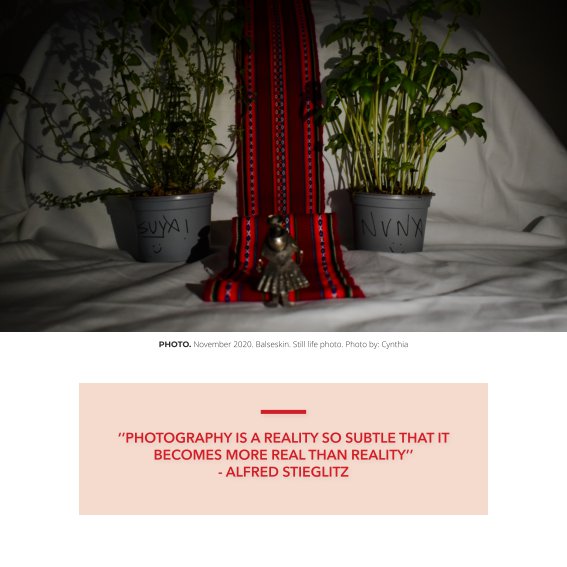 SUYAI
NUNA
PHOTO. November 2020. Balseskin. Still life photo. Photo by: Cynthia
’’PHOTOGRAPHY IS A REALITY SO SUBTLE THAT IT
BECOMES MORE REAL THAN REALITY’’
- ALFRED STIEGLITZ